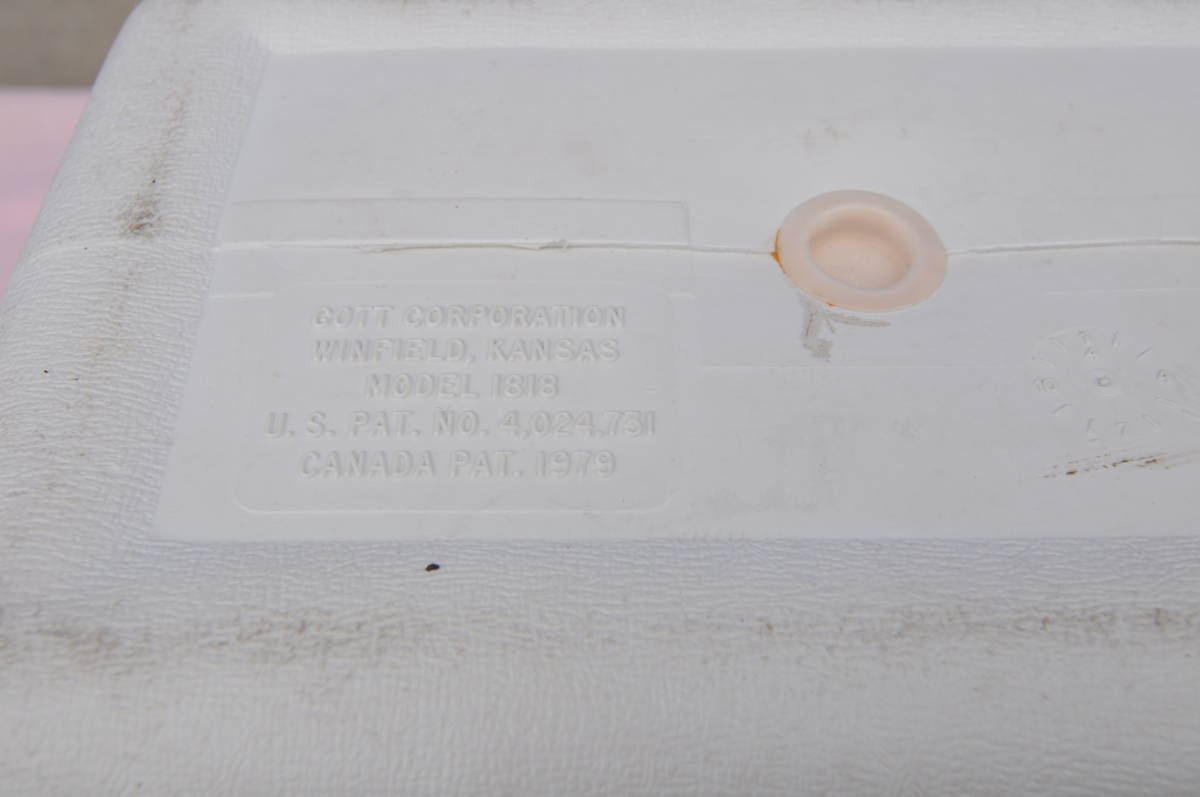 GOTT CORPORATION
WINFIELD, KANSAS
MODEL 1818
U. S. PAT. NO. 4,024,731
CANADA PAT. 1979